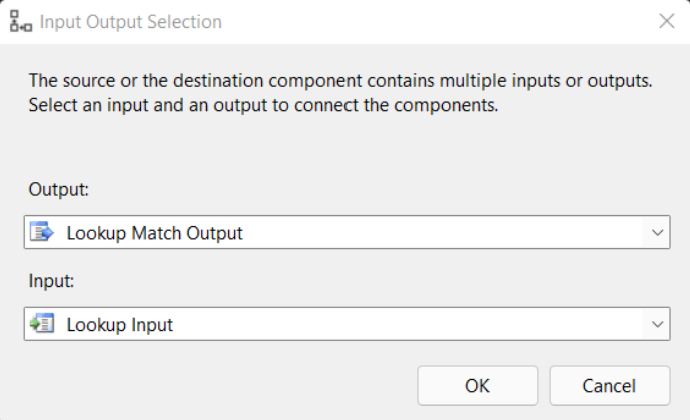 Input Output Selection
The source or the destination component contains multiple inputs or outputs.
Select an input and an output to connect the components.
Output:
Lookup Match Output
Input:
Lookup Input
OK
Cancel